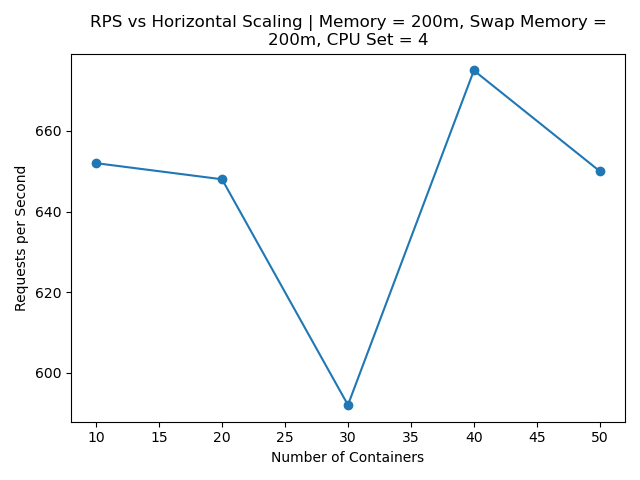 RPS vs Horizontal Scaling | Memory = 200m, Swap Memory =
200m, CPU Set = 4
Requests per Second
660
640
620
600
10 15 20 25 30 35 40 45 50
Number of Containers